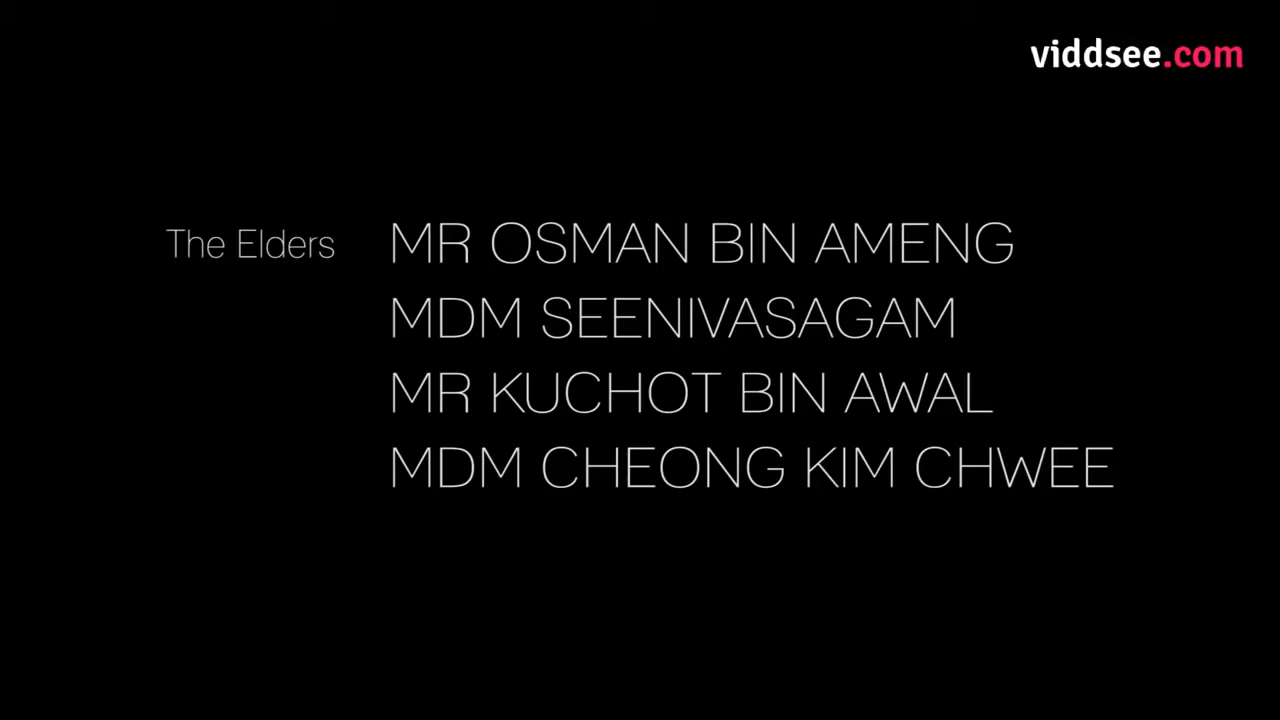 viddsee.com
The Elders MR OSMAN BIN AMENG
MDM SEENIVASAGAM
MR KUCHOT BIN AWAL
MDM CHEONG KIM CHWEE